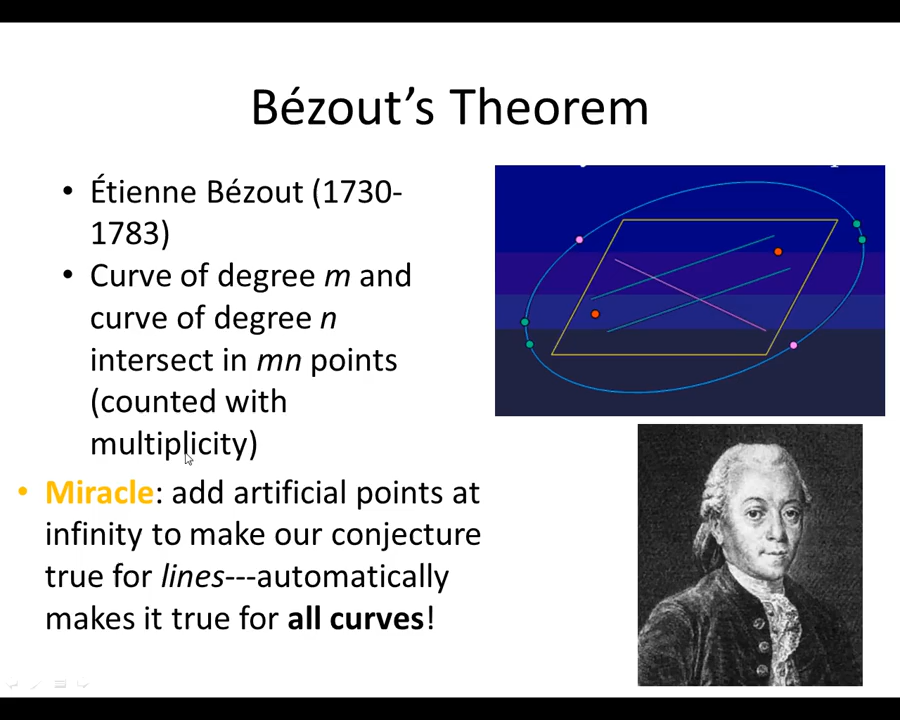 Bézout’s Theorem
• Étienne Bézout (1730-
1783)
• Curve of degree m and
curve of degree n
intersect in mn points
(counted with
multiplicity)
• Miracle: add artificial points at
infinity to make our conjecture
true for lines---automatically
makes it true for all curves!